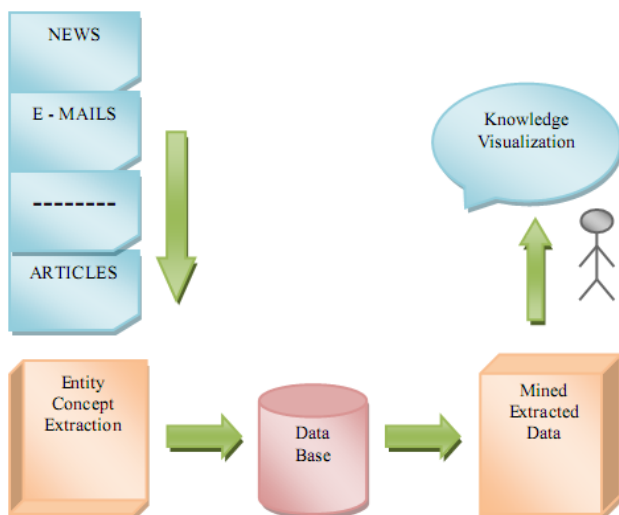 NEWS
E - MAILS
--------
ARTICLES
Knowledge
Visualization
Entity
Concept
Extraction
Data
Base
Mined
Extracted
Data